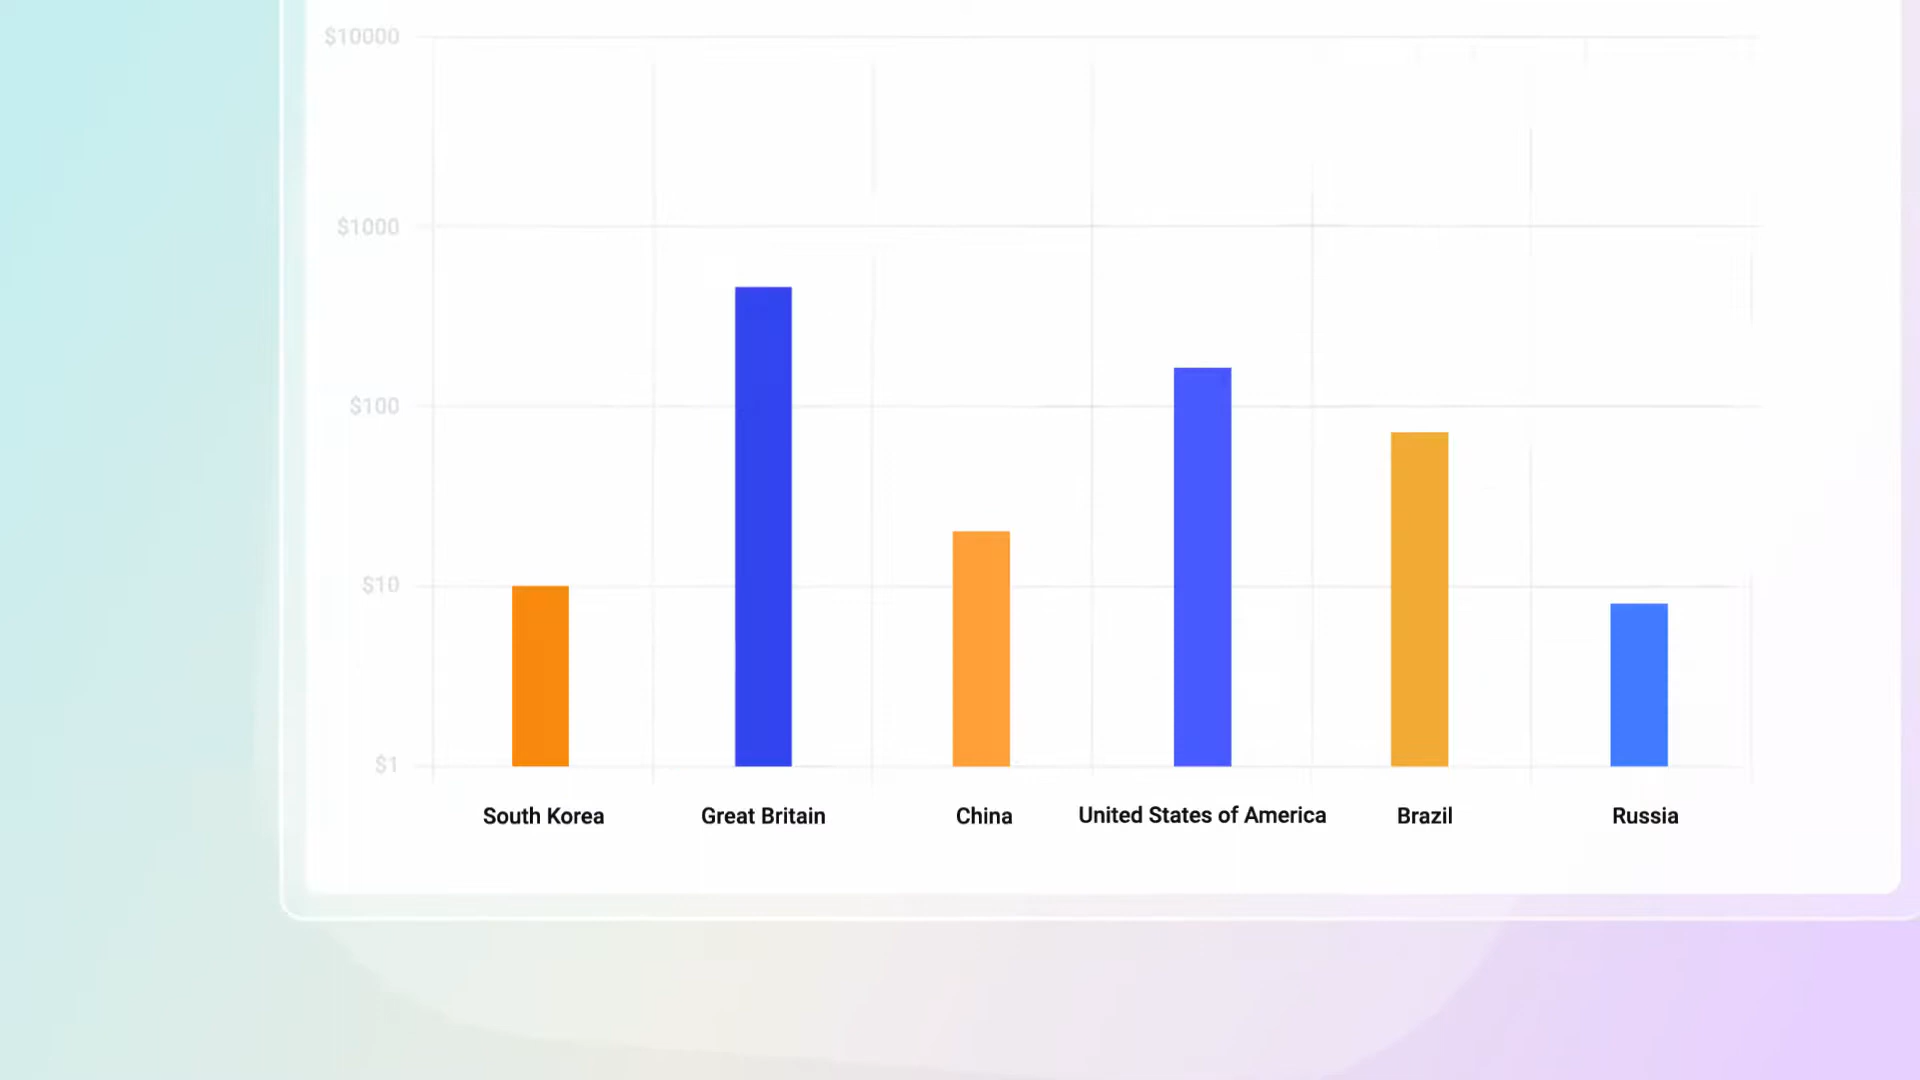 $10000
$1000
$100
$10
$1
South Korea
Great Britain
China
United States of America
Brazil
Russia